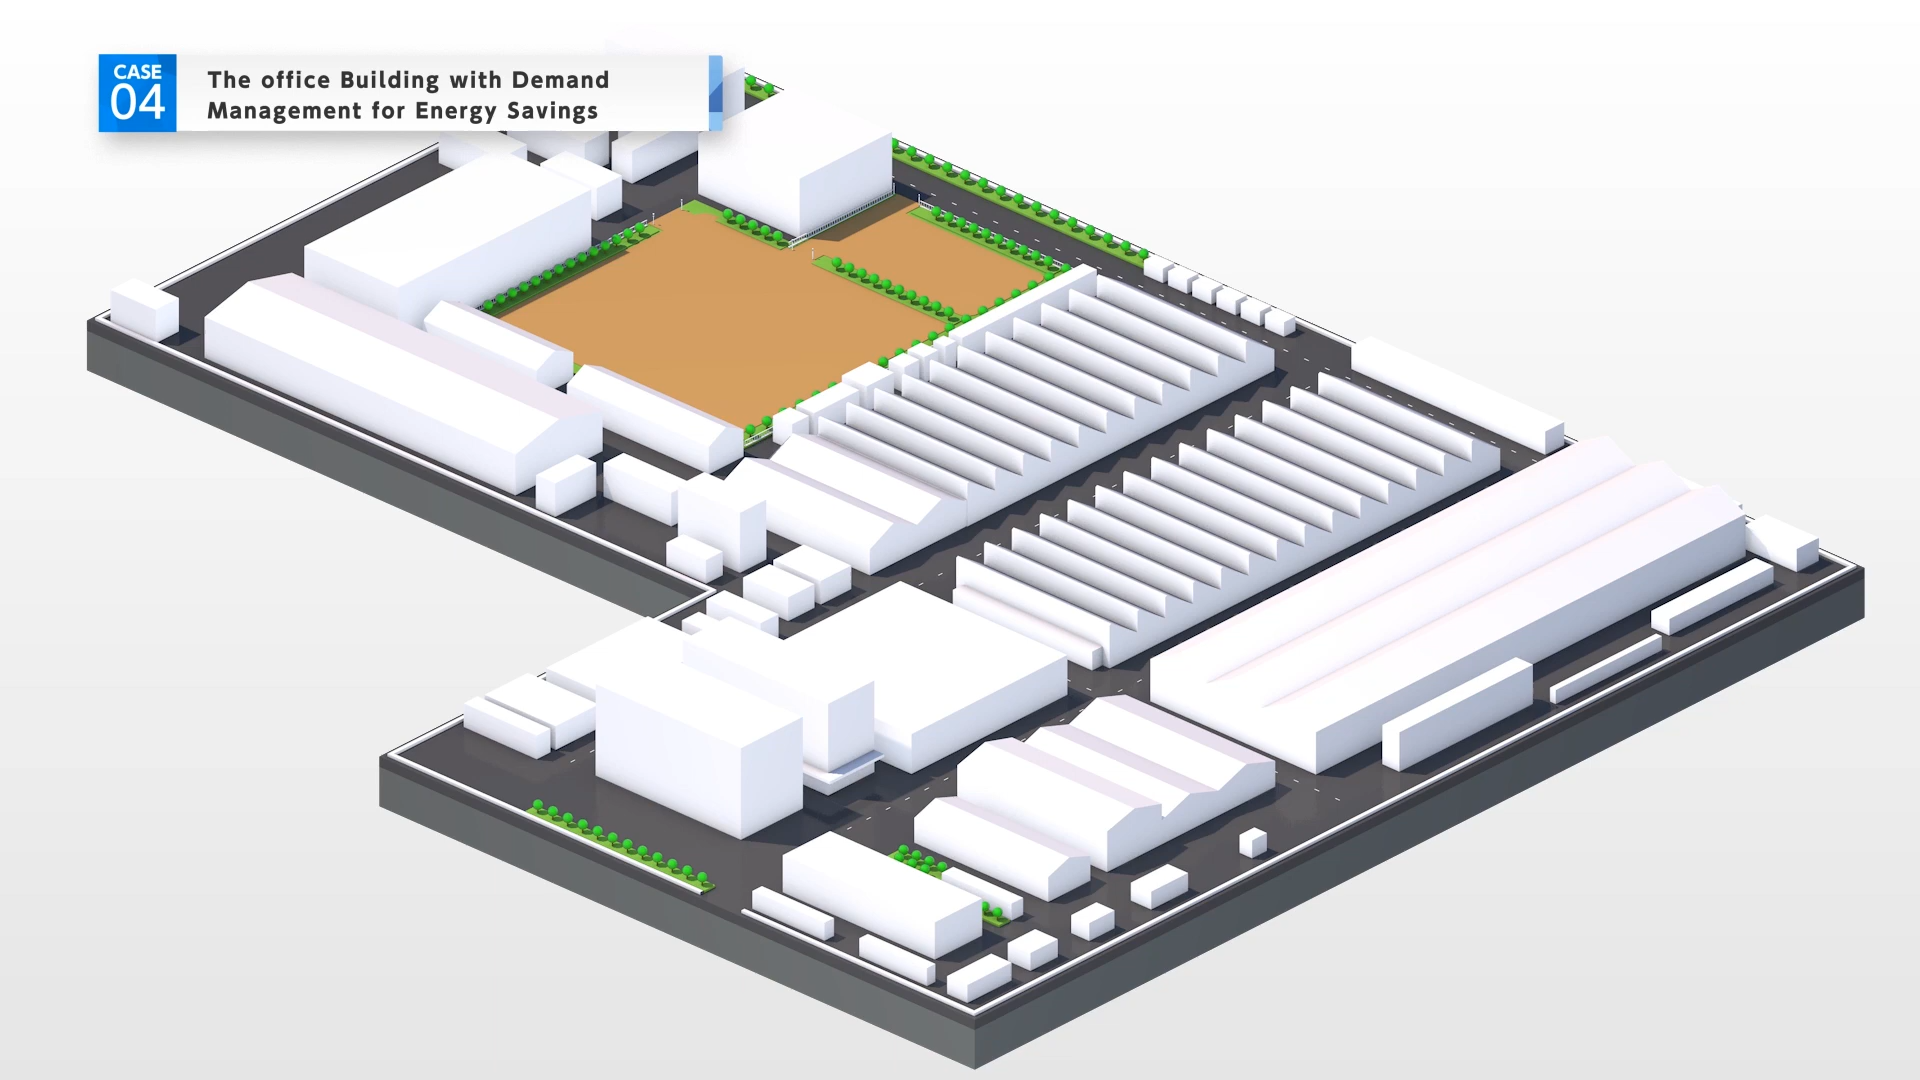 CASE
04
The office Building with Demand
Management for Energy Savings